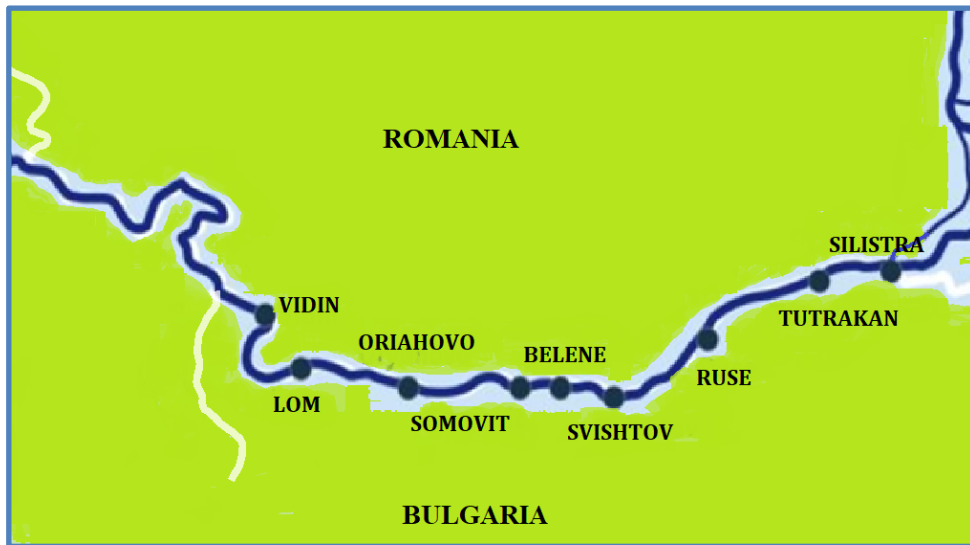 ROMANIA
SILISTRA
VIDIN
TUTRAKAN
ORIAHOVO
BELENE
RUSE
LOM
SOMOVIT
SVISHTOV
BULGARIA